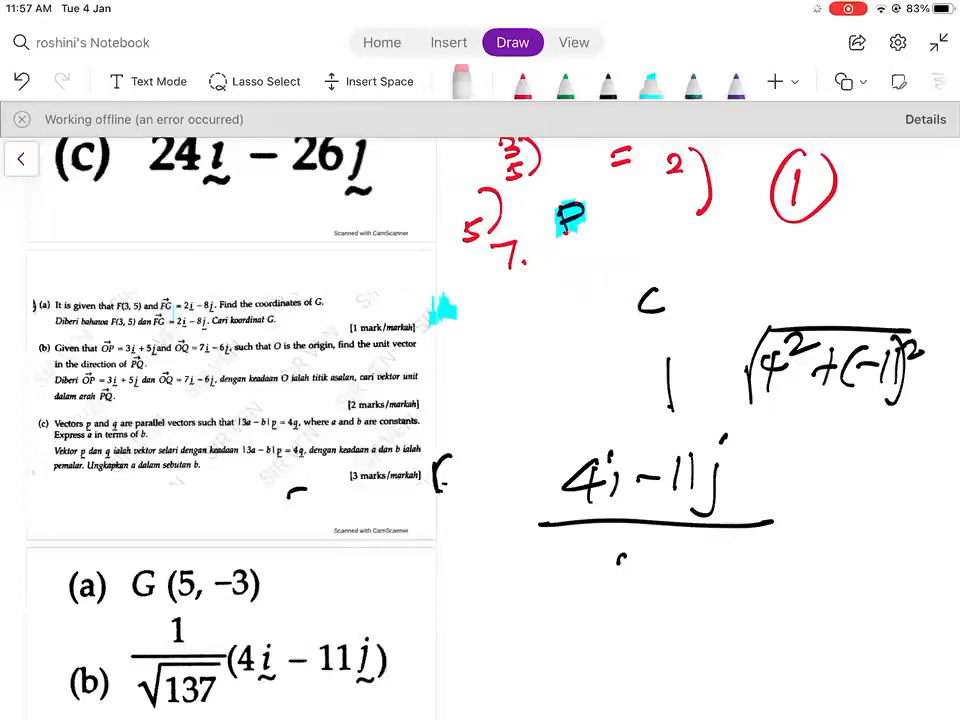 11:57 AM Tue 4 Jan
83%
roshini's Notebook
Home Insert Draw View
Text Mode Lasso Select Insert Space
Working offline (an error occurred) Details
(c) 24i − 26j
Scanned with CamScanner
(a) It is given that F(3, 5) and FG = 2i − 8j. Find the coordinates of G.
Diberi bahawa F(3, 5) dan FG = 2i − 8j. Cari koordinat G.
[1 mark/markah]
(b) Given that OP = 3i + 5j and OQ = 7i − 6j, such that O is the origin, find the unit vector
in the direction of PQ.
Diberi OP = 3i + 5j dan OQ = 7i − 6j, dengan keadaan O ialah titik asalan, cari vektor unit
dalam arah PQ.
[2 marks/markah]
(c) Vectors p and q are parallel vectors such that |3a − b|p = 4q, where a and b are constants.
Express a in terms of b.
Vektor p dan q ialah vektor selari dengan keadaan |3a − b|p = 4q, dengan keadaan a dan b ialah
pemalar. Ungkapkan a dalam sebutan b.
[3 marks/markah]
Scanned with CamScanner
(a) G (5, −3)
(b) 1/√137 (4i − 11j)
3
5) = 2) 1
5) P
7.
c
√4² + (−11)²
4i − 11j